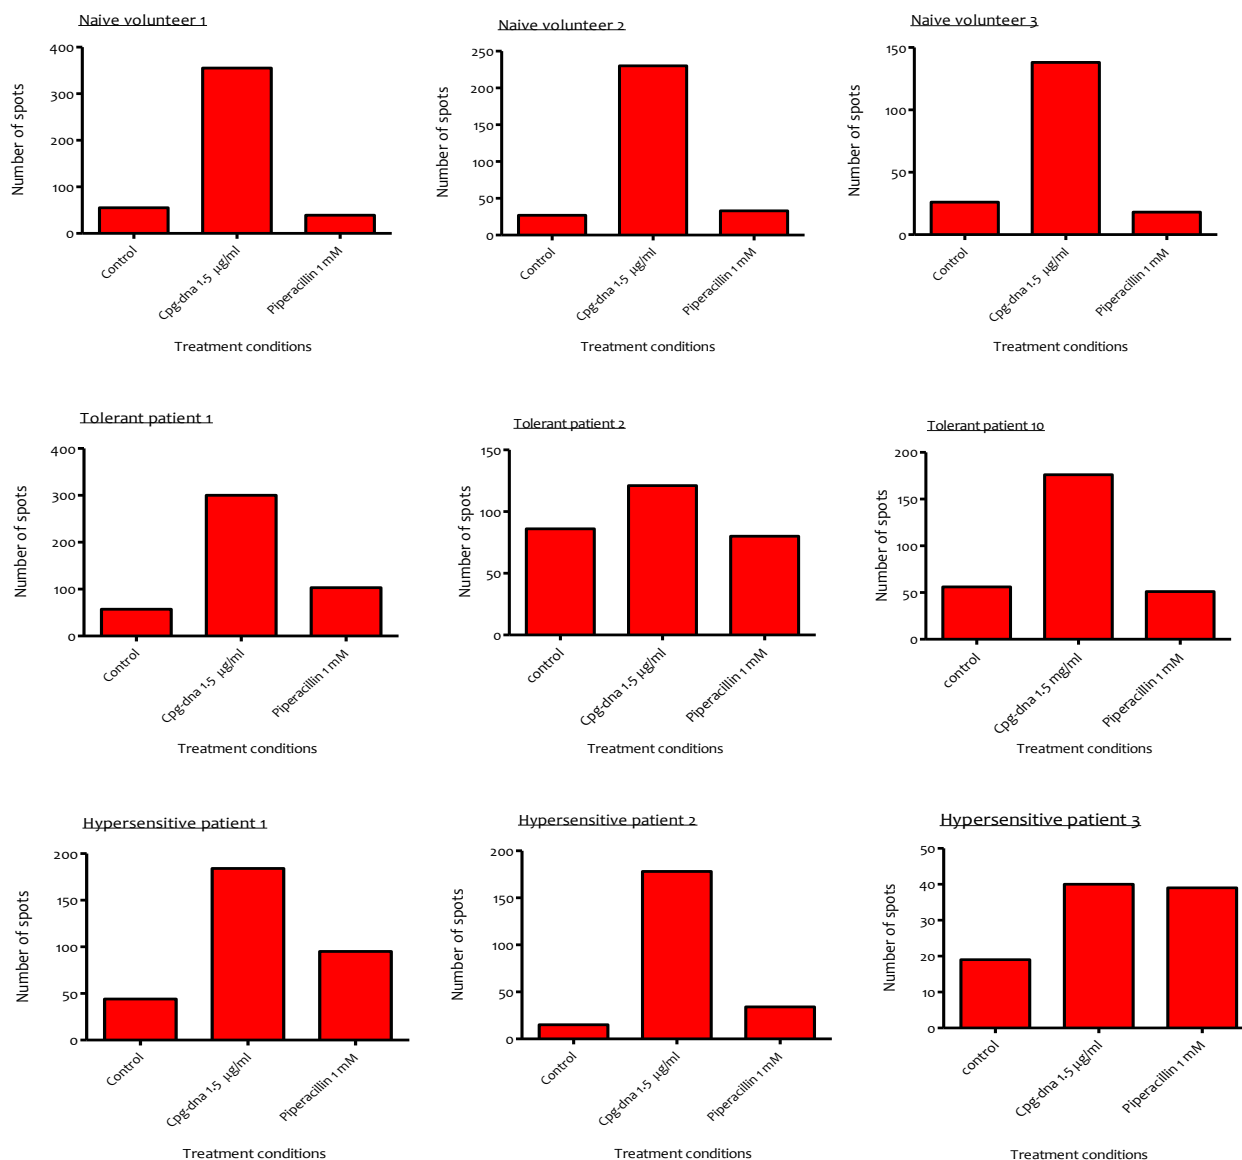 Naive volunteer 1
Number of spots
400
300
200
100
0
Control
Cpg-dna 1.5 µg/ml
Piperacillin 1 mM
Treatment conditions
Naive volunteer 2
Number of spots
250
200
150
100
50
0
Control
Cpg-dna 1.5 µg/ml
Piperacillin 1 mM
Treatment conditions
Naive volunteer 3
Number of spots
150
100
50
0
Control
Cpg-dna 1.5 µg/ml
Piperacillin 1 mM
Treatment conditions
Tolerant patient 1
Number of spots
400
300
200
100
0
Control
Cpg-dna 1.5 µg/ml
Piperacillin 1 mM
Treatment conditions
Tolerant patient 2
Number of spots
150
100
50
0
control
Cpg-dna 1.5 µg/ml
Piperacillin 1 mM
Treatment conditions
Tolerant patient 10
Number of spots
200
150
100
50
0
control
Cpg-dna 1.5 mg/ml
Piperacillin 1 mM
Treatment conditions
Hypersensitive patient 1
Number of spots
200
150
100
50
0
Control
Cpg-dna 1.5 µg/ml
Piperacillin 1 mM
Treatment conditions
Hypersensitive patient 2
Number of spots
200
150
100
50
0
Control
Cpg-dna 1.5 µg/ml
Piperacillin 1 mM
Treatment conditions
Hypersensitive patient 3
Number of spots
50
40
30
20
10
0
control
Cpg-dna 1.5 µg/ml
Piperacillin 1 mM
Treatment conditions